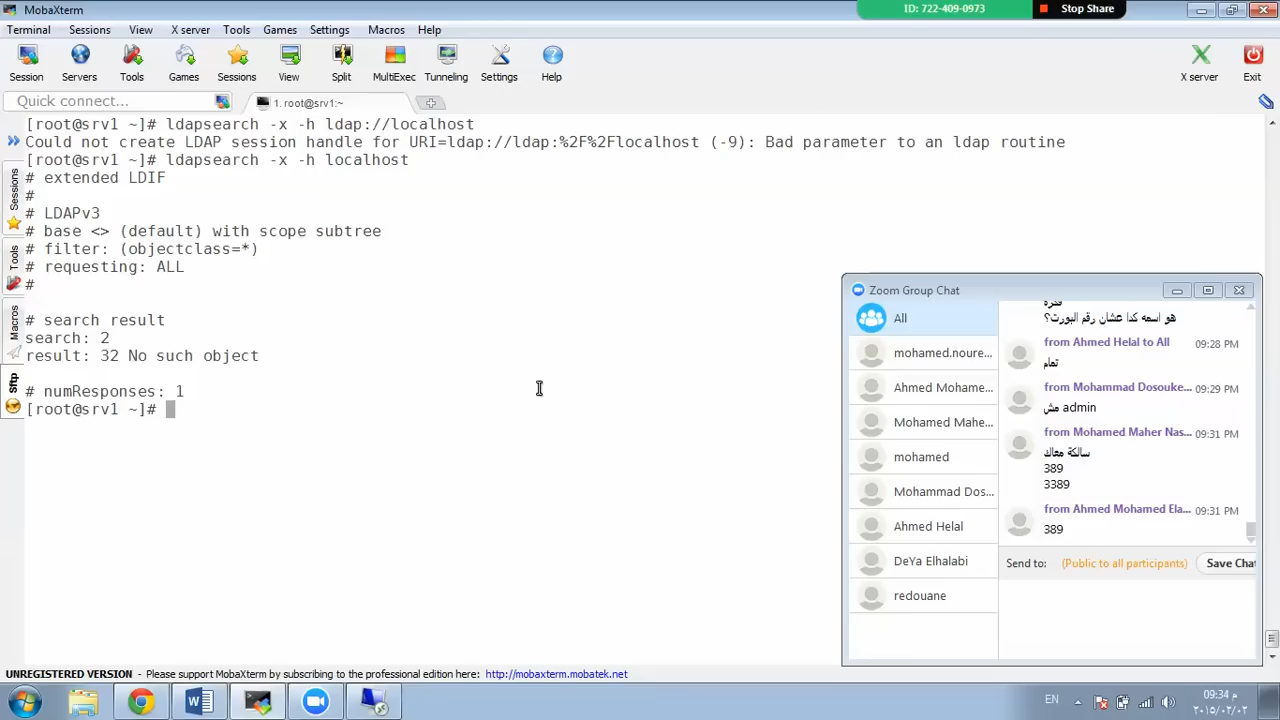 MobaXterm
ID: 722-409-0973
Stop Share
Terminal Sessions View X server Tools Games Settings Macros Help
Session Servers Tools Games Sessions View Split MultiExec Tunneling Settings Help X server Exit
Quick connect...
1. root@srv1:~
[root@srv1 ~]# ldapsearch -x -h ldap://localhost
Could not create LDAP session handle for URI=ldap://ldap:%2F%2Flocalhost (-9): Bad parameter to an ldap routine
[root@srv1 ~]# ldapsearch -x -h localhost
# extended LDIF
#
# LDAPv3
# base <> (default) with scope subtree
# filter: (objectclass=*)
# requesting: ALL
#
# search result
search: 2
result: 32 No such object
# numResponses: 1
[root@srv1 ~]#
Sessions
Tools
Macros
Sftp
Zoom Group Chat
All
mohamed.noure...
Ahmed Mohame...
Mohamed Mahe...
mohamed
Mohammad Dos...
Ahmed Helal
DeYa Elhalabi
redouane
هو اسمه كدا عشان رقم البورت؟
from Ahmed Helal to All 09:28 PM
تمام
from Mohammad Dosouke... 09:29 PM
مش admin
from Mohamed Maher Nas... 09:31 PM
سالكة معاك
389
3389
from Ahmed Mohamed Ela... 09:31 PM
389
Send to: (Public to all participants) Save Chat
UNREGISTERED VERSION - Please support MobaXterm by subscribing to the professional edition here: http://mobaxterm.mobatek.net
EN
09:34 م
٢٠١٥/٠٢/٠٢